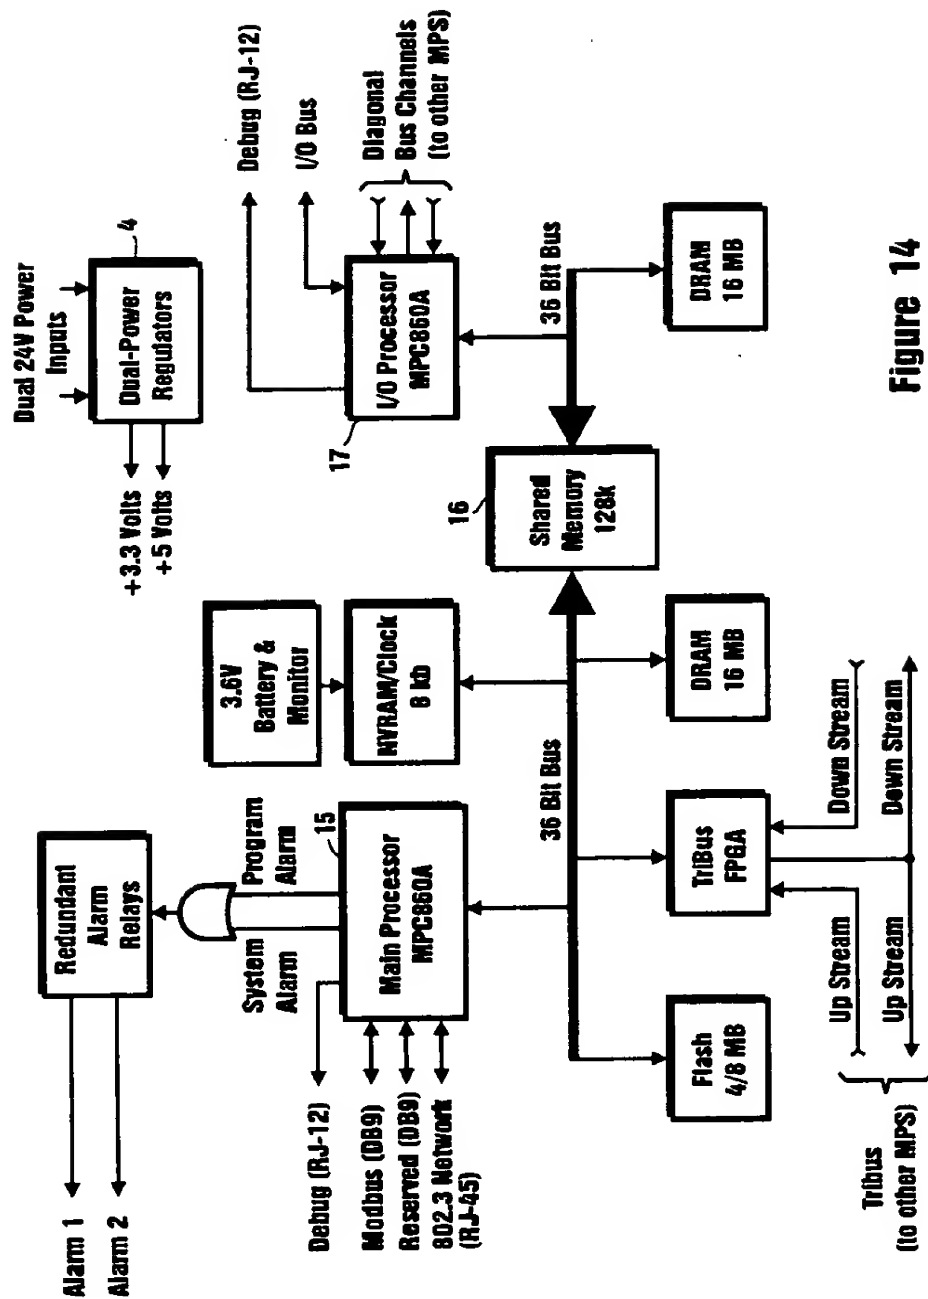 Alarm 1
Alarm 2
Redundant
Alarm
Relays
System
Alarm
Program
Alarm
15
Debug (RJ-12)
Modbus (DB9)
Reserved (DB9)
802.3 Network
(RJ-45)
Main Processor
MPC860A
3.6V
Battery &
Monitor
NVRAM/Clock
8 kb
+3.3 Volts
+5 Volts
Dual 24V Power
Inputs
Dual-Power
Regulators
4
Debug (RJ-12)
I/O Bus
Diagonal
Bus Channels
(to other MPS)
17
I/O Processor
MPC860A
36 Bit Bus
36 Bit Bus
16
Shared
Memory
128k
Flash
4/8 MB
TriBus
FPGA
DRAM
16 MB
DRAM
16 MB
Up Stream
Down Stream
Up Stream
Down Stream
Tribus
(to other MPS)
Figure 14